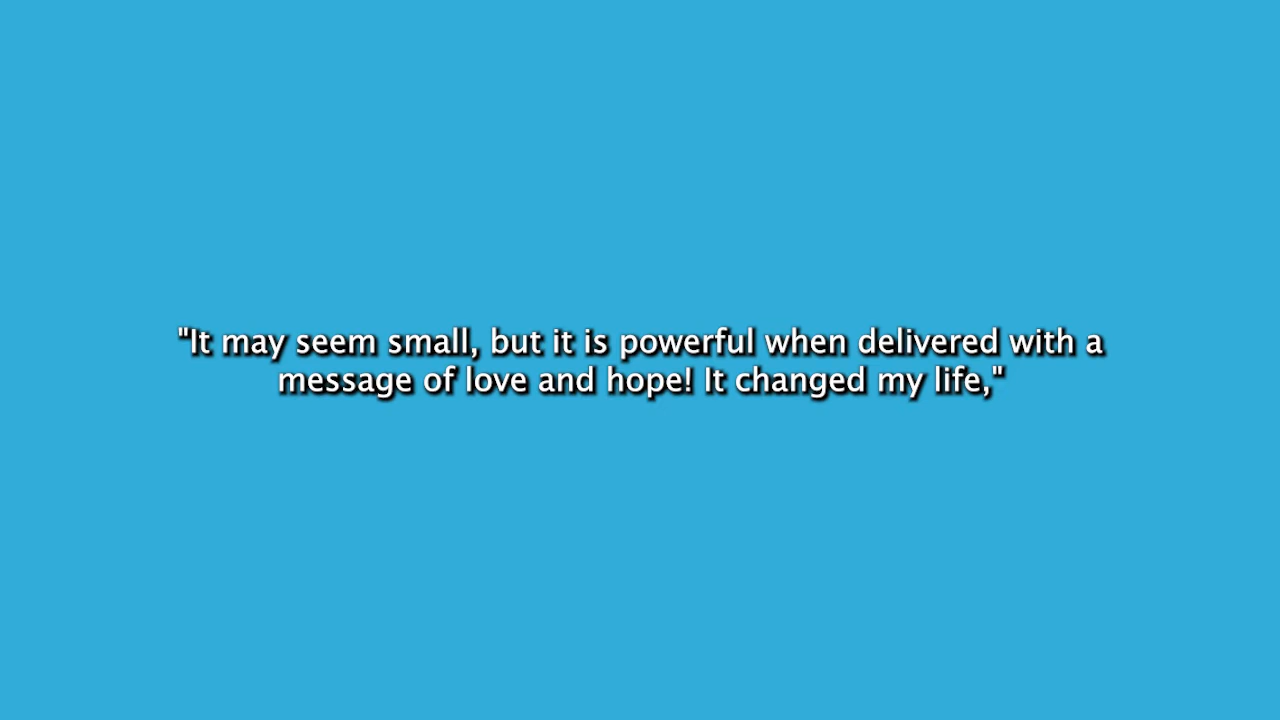 "It may seem small, but it is powerful when delivered with a
message of love and hope! It changed my life,"